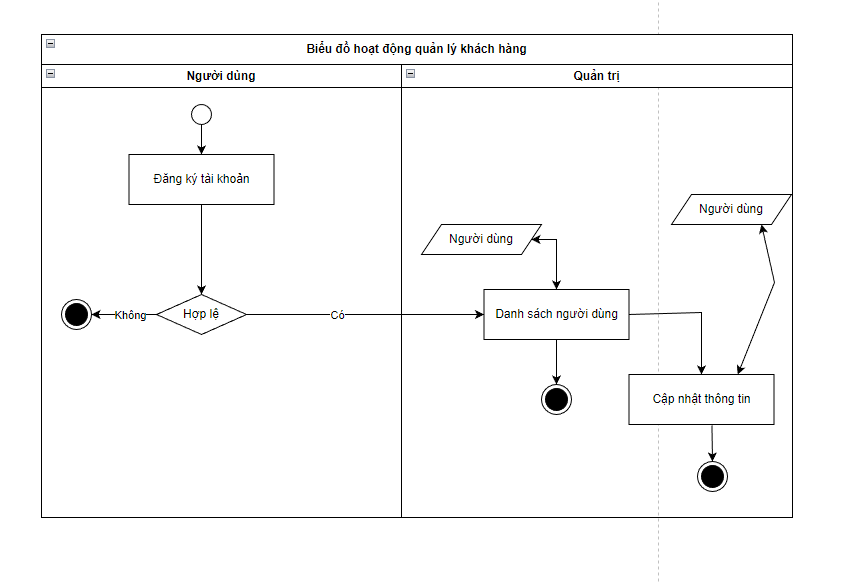 Biểu đồ hoạt động quản lý khách hàng
Người dùng
Quản trị
Đăng ký tài khoản
Người dùng
Người dùng
Không
Hợp lệ
Có
Danh sách người dùng
Cập nhật thông tin